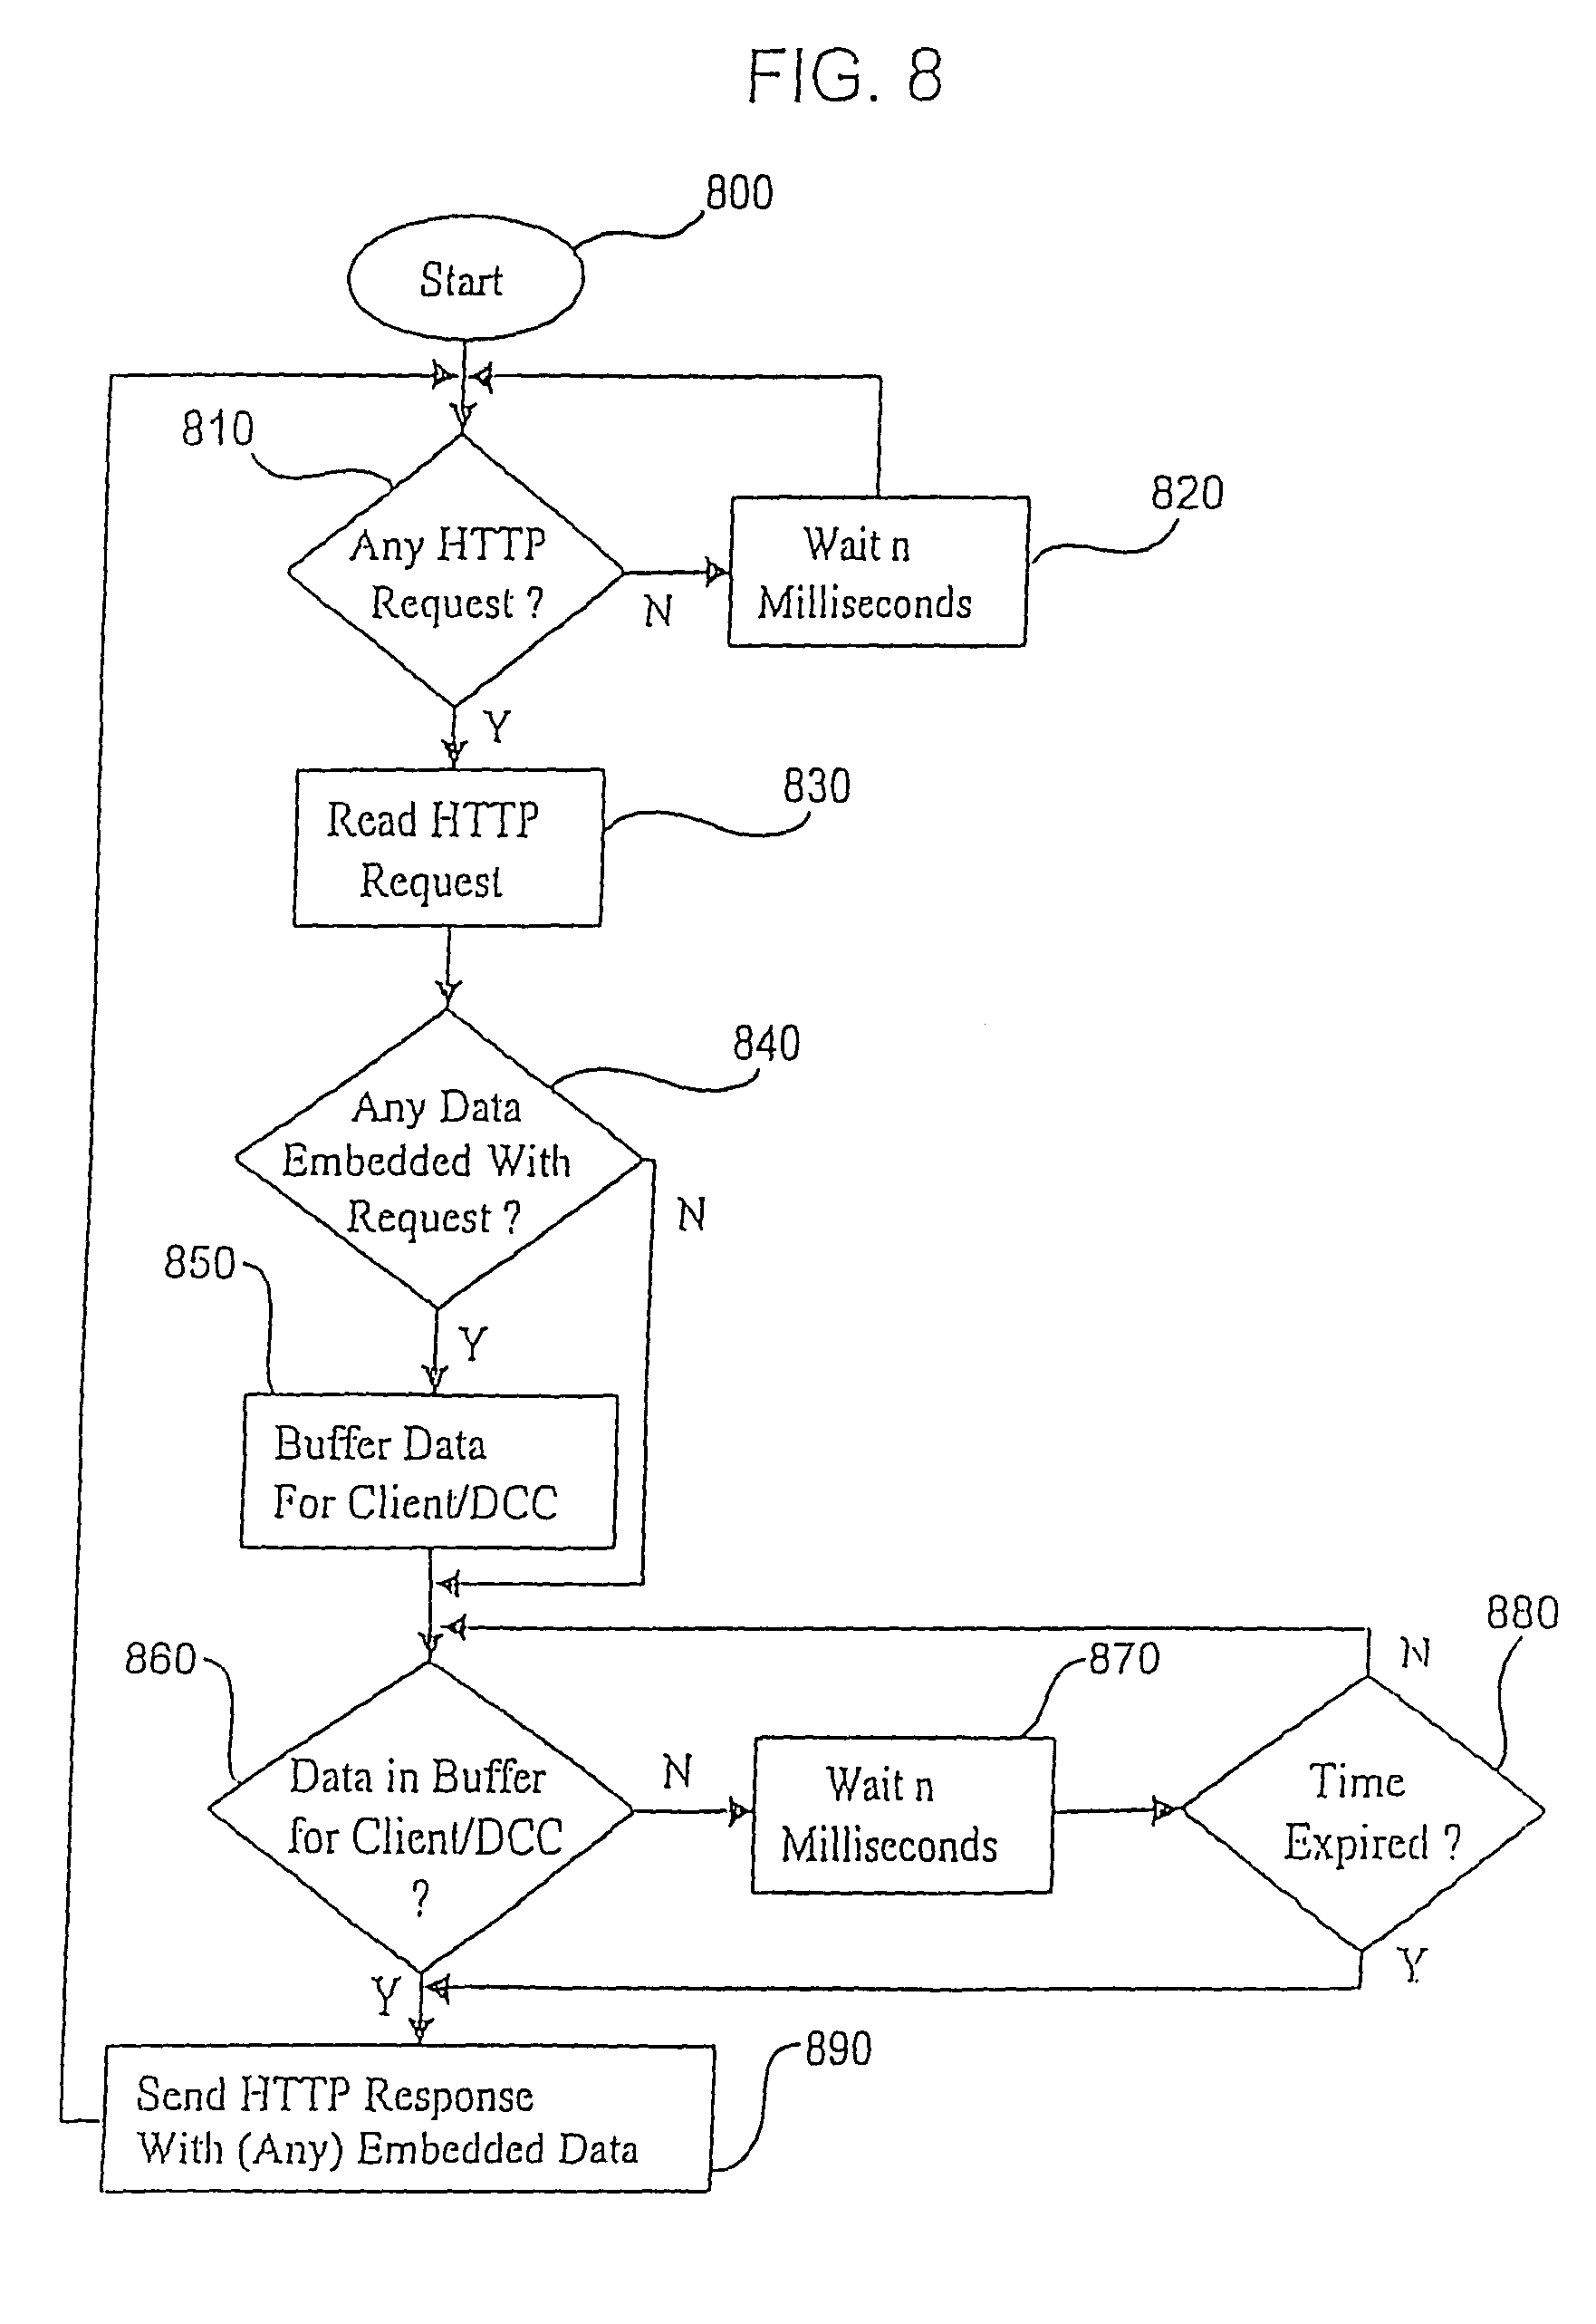 FIG. 8
800
Start
810
Any HTTP
Request ?
N
820
Wait n
Milliseconds
Y
830
Read HTTP
Request
840
Any Data
Embedded With
Request ?
N
850
Y
Buffer Data
For Client/DCC
860
870
880
N
Data in Buffer
for Client/DCC
?
N
Wait n
Milliseconds
Time
Expired ?
Y
Y
890
Send HTTP Response
With (Any) Embedded Data